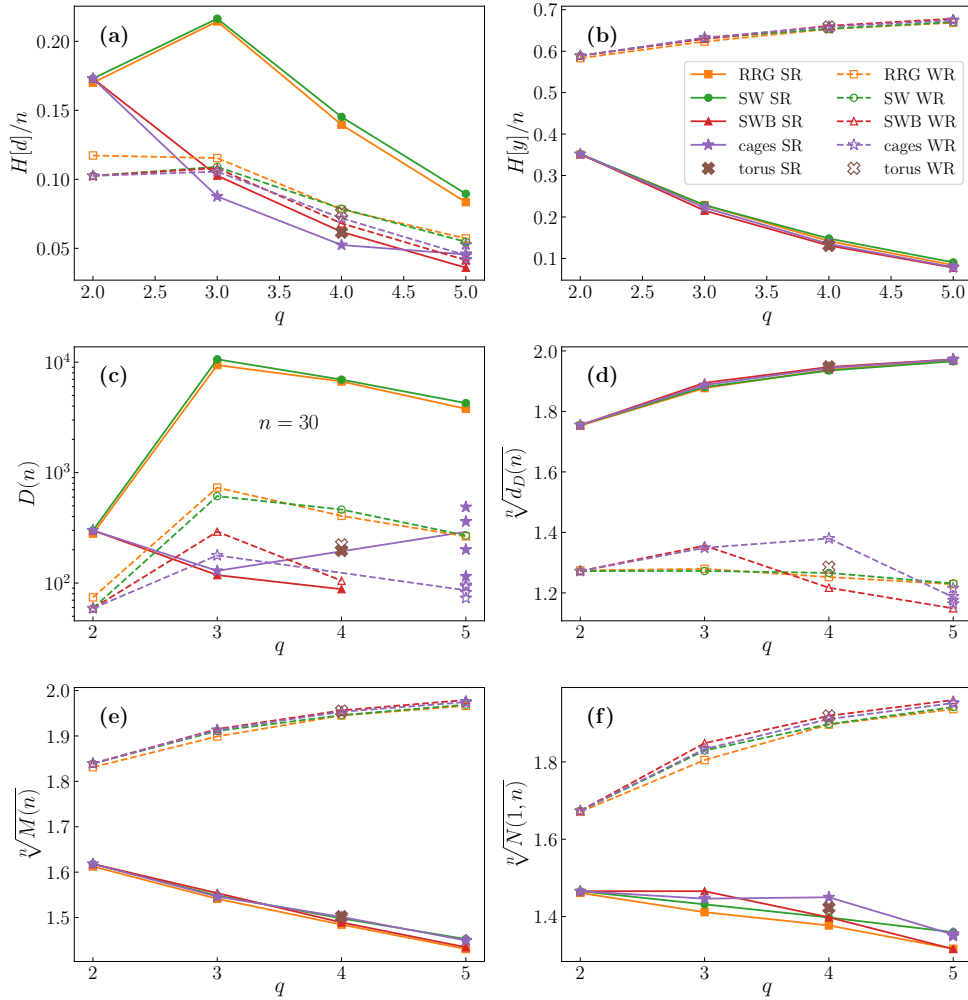 (a)
H[d]/n
0.20
0.15
0.10
0.05
2.0 2.5 3.0 3.5 4.0 4.5 5.0
q
(b)
H[y]/n
0.7
0.6
0.5
0.4
0.3
0.2
0.1
RRG SR RRG WR
SW SR SW WR
SWB SR SWB WR
cages SR cages WR
torus SR torus WR
2.0 2.5 3.0 3.5 4.0 4.5 5.0
q
(c)
D(n)
10^4
10^3
10^2
n = 30
2 3 4 5
q
(d)
\sqrt[n]{d_D(n)}
2.0
1.8
1.6
1.4
1.2
2 3 4 5
q
(e)
\sqrt[n]{M(n)}
2.0
1.9
1.8
1.7
1.6
1.5
2 3 4 5
q
(f)
\sqrt[n]{N(1, n)}
1.8
1.6
1.4
2 3 4 5
q